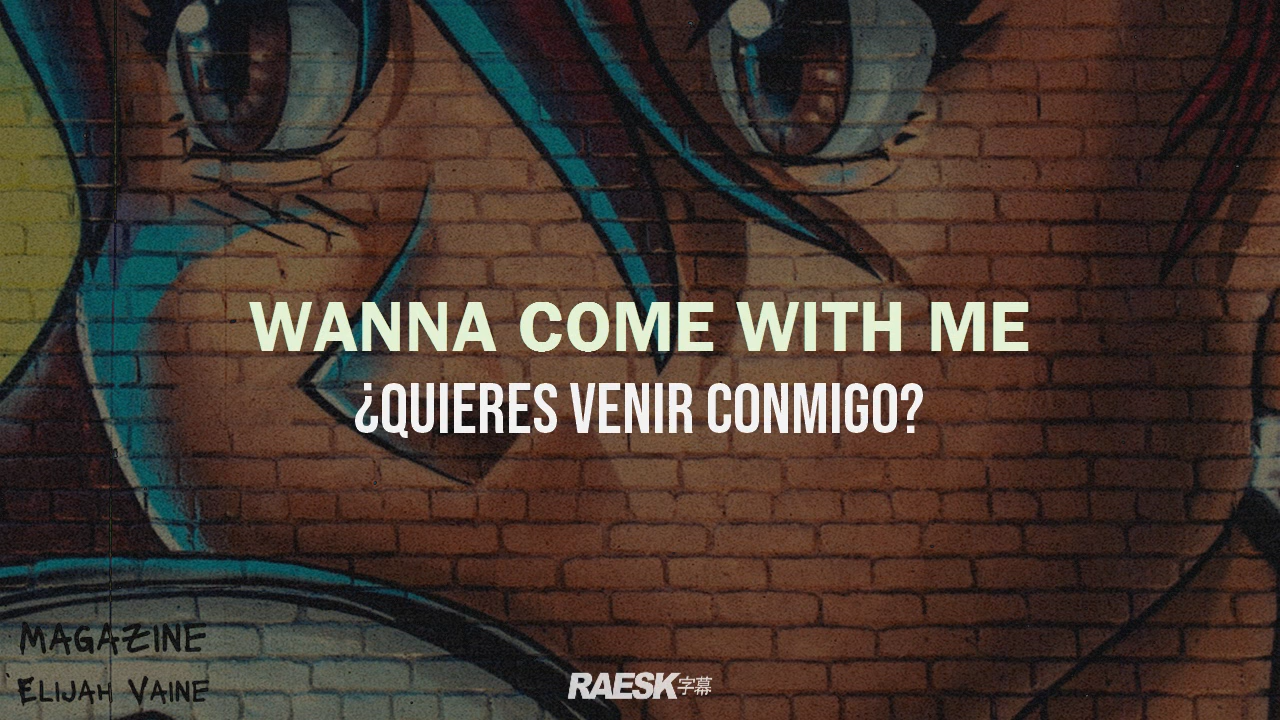 WANNA COME WITH ME
¿QUIERES VENIR CONMIGO?
MAGAZINE
ELIJAH VAINE
RAESK字幕